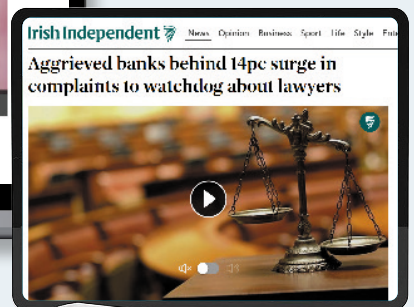 Irish Independent
News Opinion Business Sport Life Style Ente
Aggrieved banks behind 14pc surge in
complaints to watchdog about lawyers